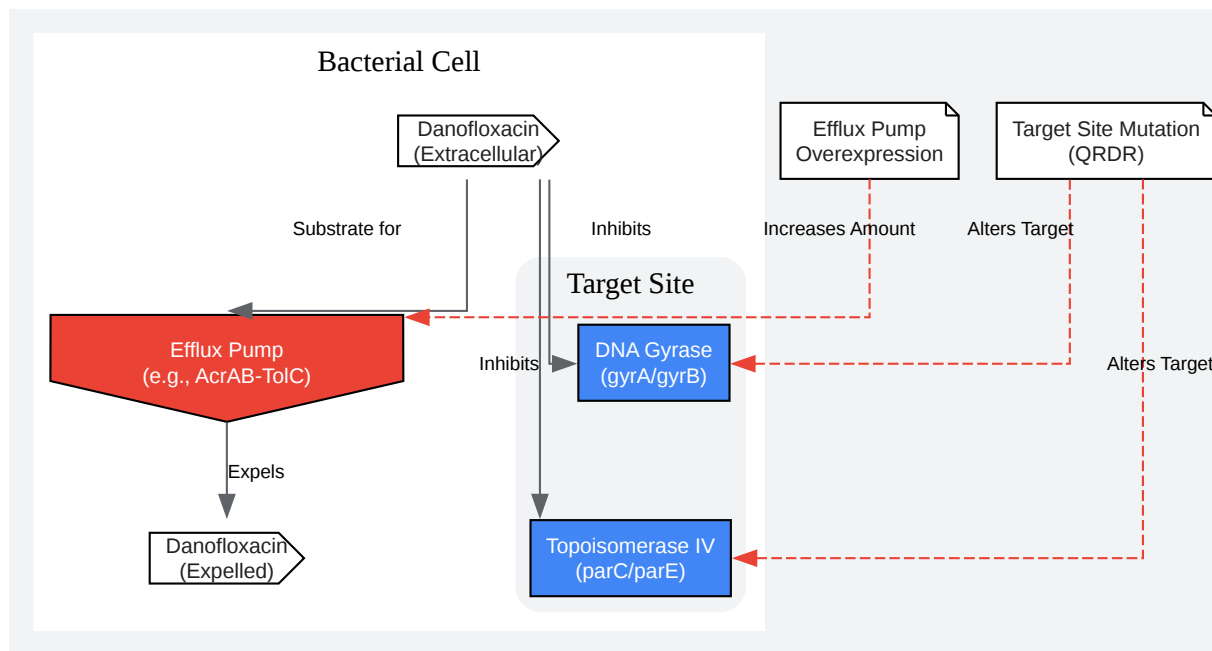 Bacterial Cell
Danofloxacin
(Extracellular)
Efflux Pump
Overexpression
Target Site Mutation
(QRDR)
Substrate for
Inhibits
Increases Amount
Alters Target
Target Site
Efflux Pump
(e.g., AcrAB-TolC)
Inhibits
DNA Gyrase
(gyrA/gyrB)
Alters Target
Expels
Danofloxacin
(Expelled)
Topoisomerase IV
(parC/parE)